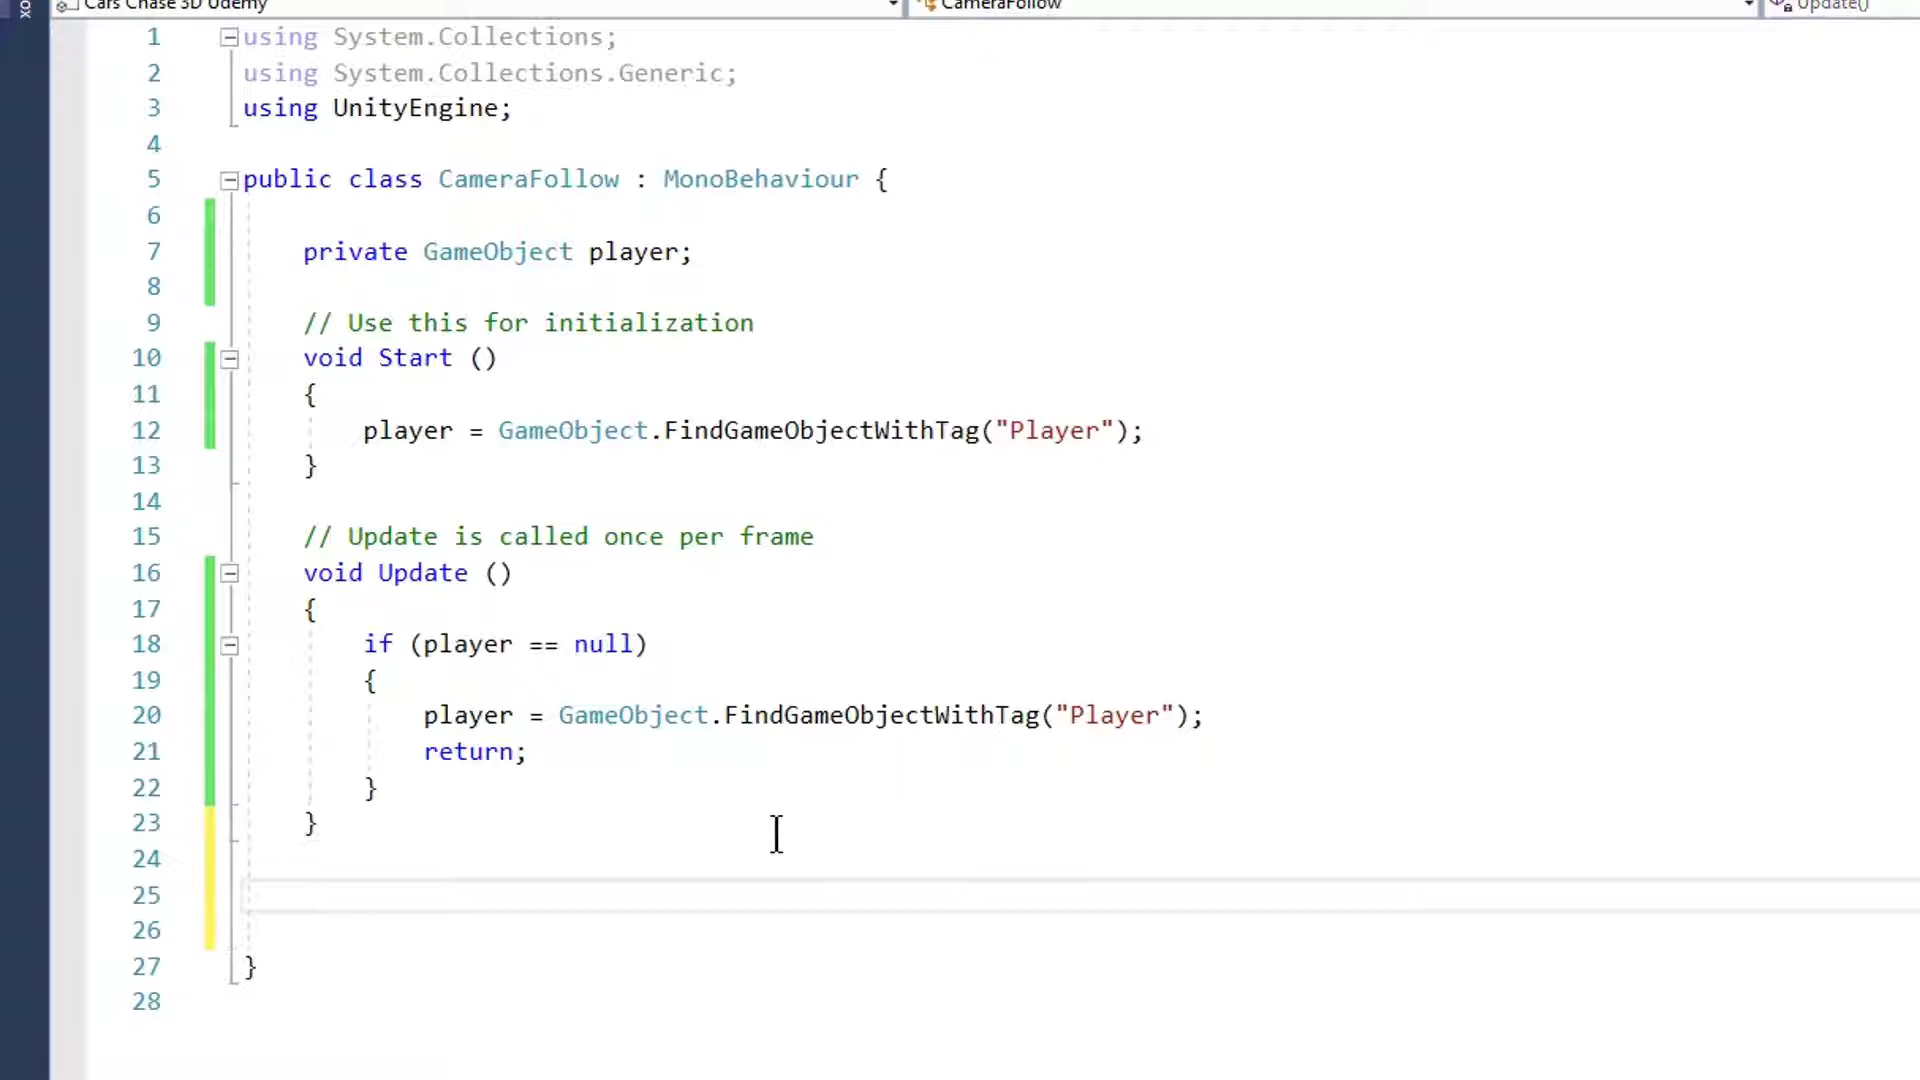 Cars Chase 3D Udemy CameraFollow Update()
1 using System.Collections;
2 using System.Collections.Generic;
3 using UnityEngine;
4
5 public class CameraFollow : MonoBehaviour {
6
7 private GameObject player;
8
9 // Use this for initialization
10 void Start ()
11 {
12 player = GameObject.FindGameObjectWithTag("Player");
13 }
14
15 // Update is called once per frame
16 void Update ()
17 {
18 if (player == null)
19 {
20 player = GameObject.FindGameObjectWithTag("Player");
21 return;
22 }
23 }
24
25
26
27 }
28